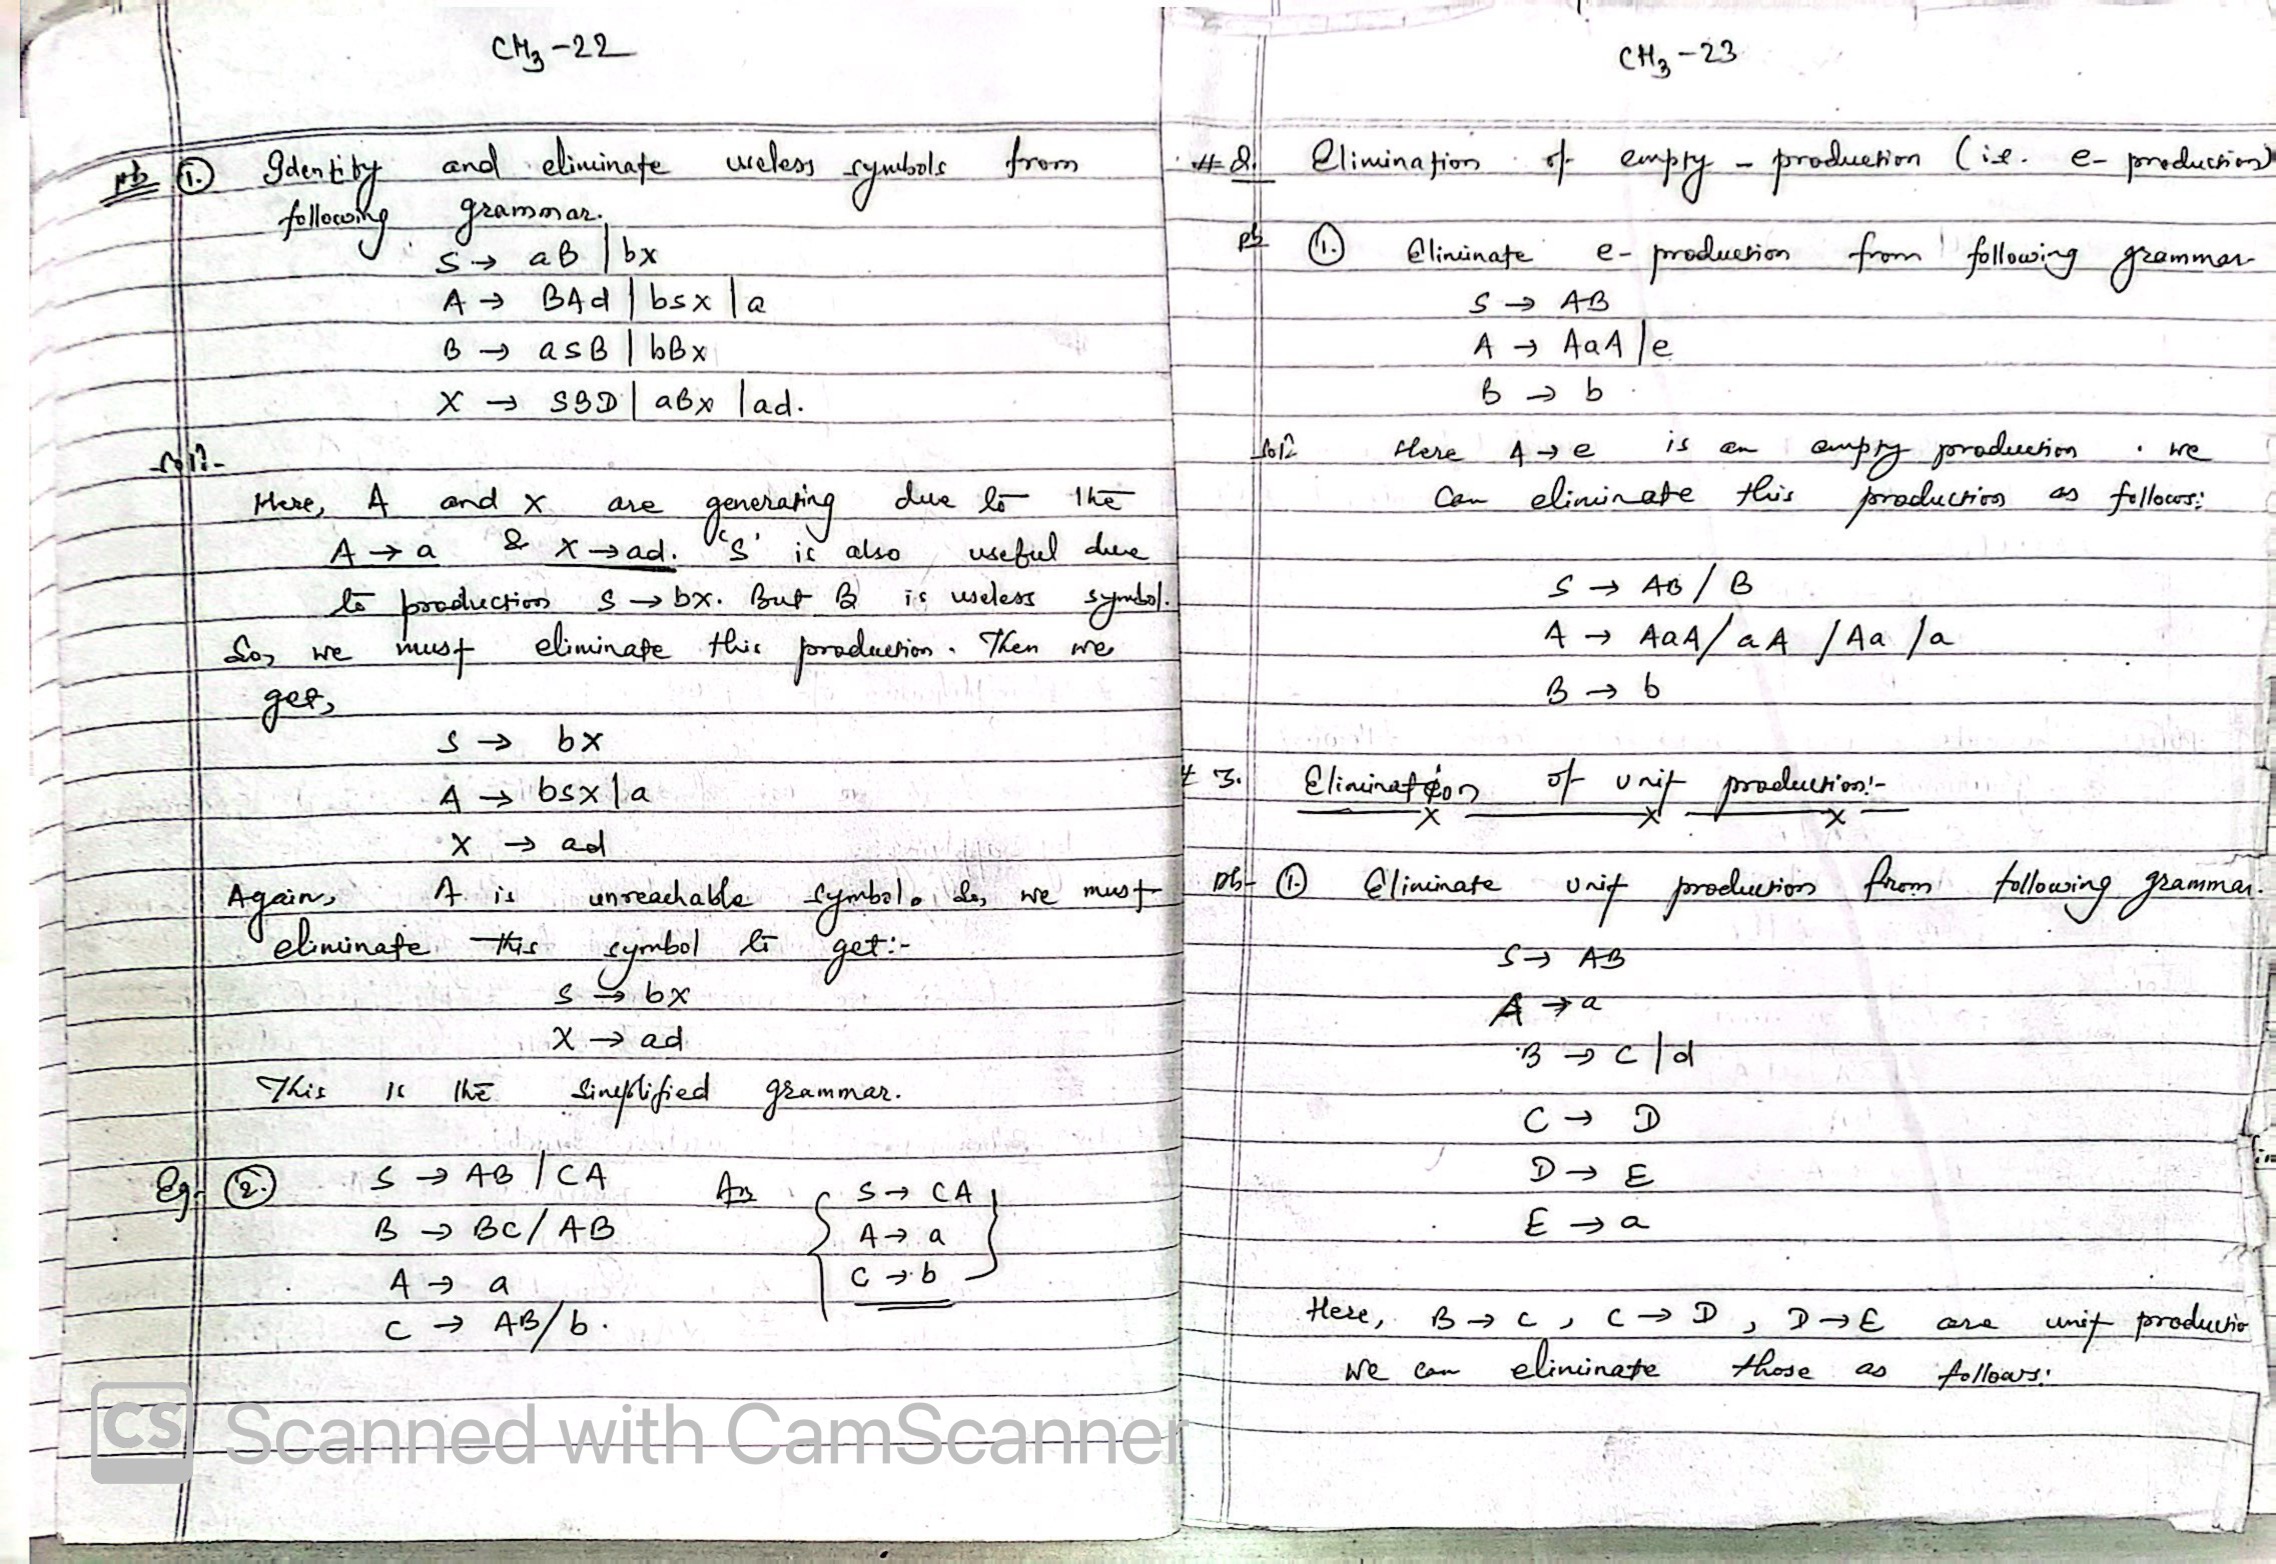 CH3-22
pb 1. Identity and eliminate useless symbols from
following grammar.
S → aB | bX
A → BAd | bSX | a
B → aSB | bBX
X → SBD | aBX | ad.
Soln-
Here, A and X are generating due to the
A → a & X → ad. 'S' is also useful due
to production S → bX. But B is useless symbol.
So, we must eliminate this production. Then we
get,
S → bX
A → bSX | a
X → ad
Again, A is unreachable symbol. So, we must
eliminate this symbol to get:-
S → bX
X → ad
This is the simplified grammar.
Eg:- 2. S → AB / CA
B → BC / AB
A → a
C → AB / b.
Ans
S → CA
A → a
C → b
CS Scanned with CamScanner
CH3-23
# 2. Elimination of empty - production (i.e. e- production)
pb 1. Eliminate e- production from following grammar
S → AB
A → AaA | e
B → b
Soln Here A → e is an empty production. we
can eliminate this production as follows:
S → AB / B
A → AaA / aA / Aa / a
B → b
# 3. Elimination of unit production:-
pb- 1. Eliminate unit production from following grammar.
S → AB
A → a
B → C | d
C → D
D → E
E → a
Here, B → C, C → D, D → E are unit productio
we can eliminate those as follows: